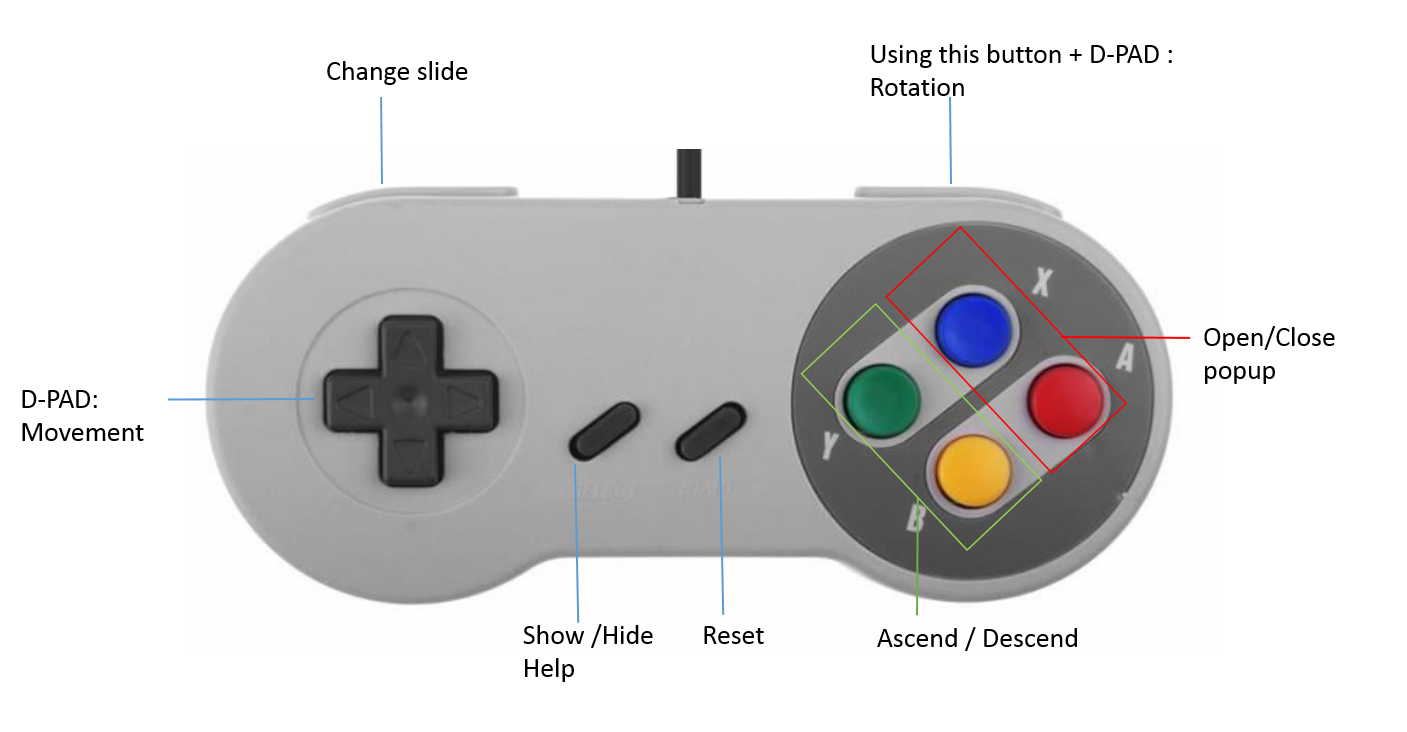 Change slide
Using this button + D-PAD :
Rotation
X
A
Open/Close
popup
D-PAD:
Movement
Y
B
SELECT
START
Show /Hide
Help
Reset
Ascend / Descend